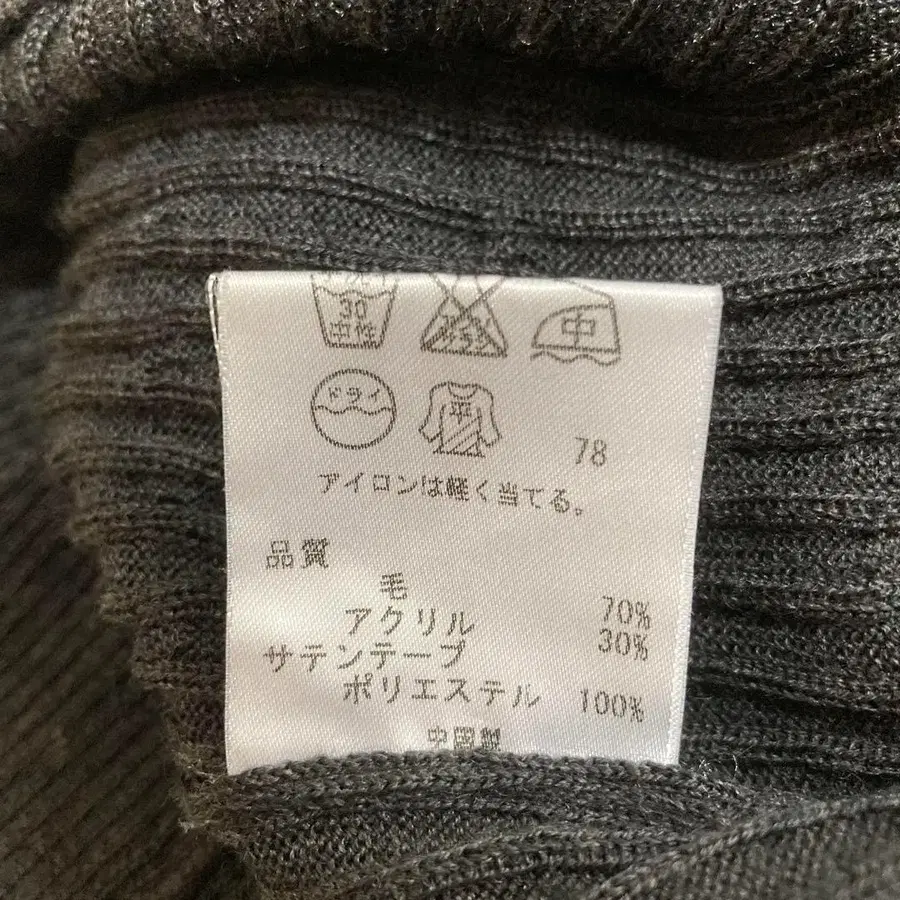 30
中性
中
ドライ
平
78
アイロンは軽く当てる。
品質
毛 70%
アクリル 30%
サテンテープ
ポリエステル 100%
中国製